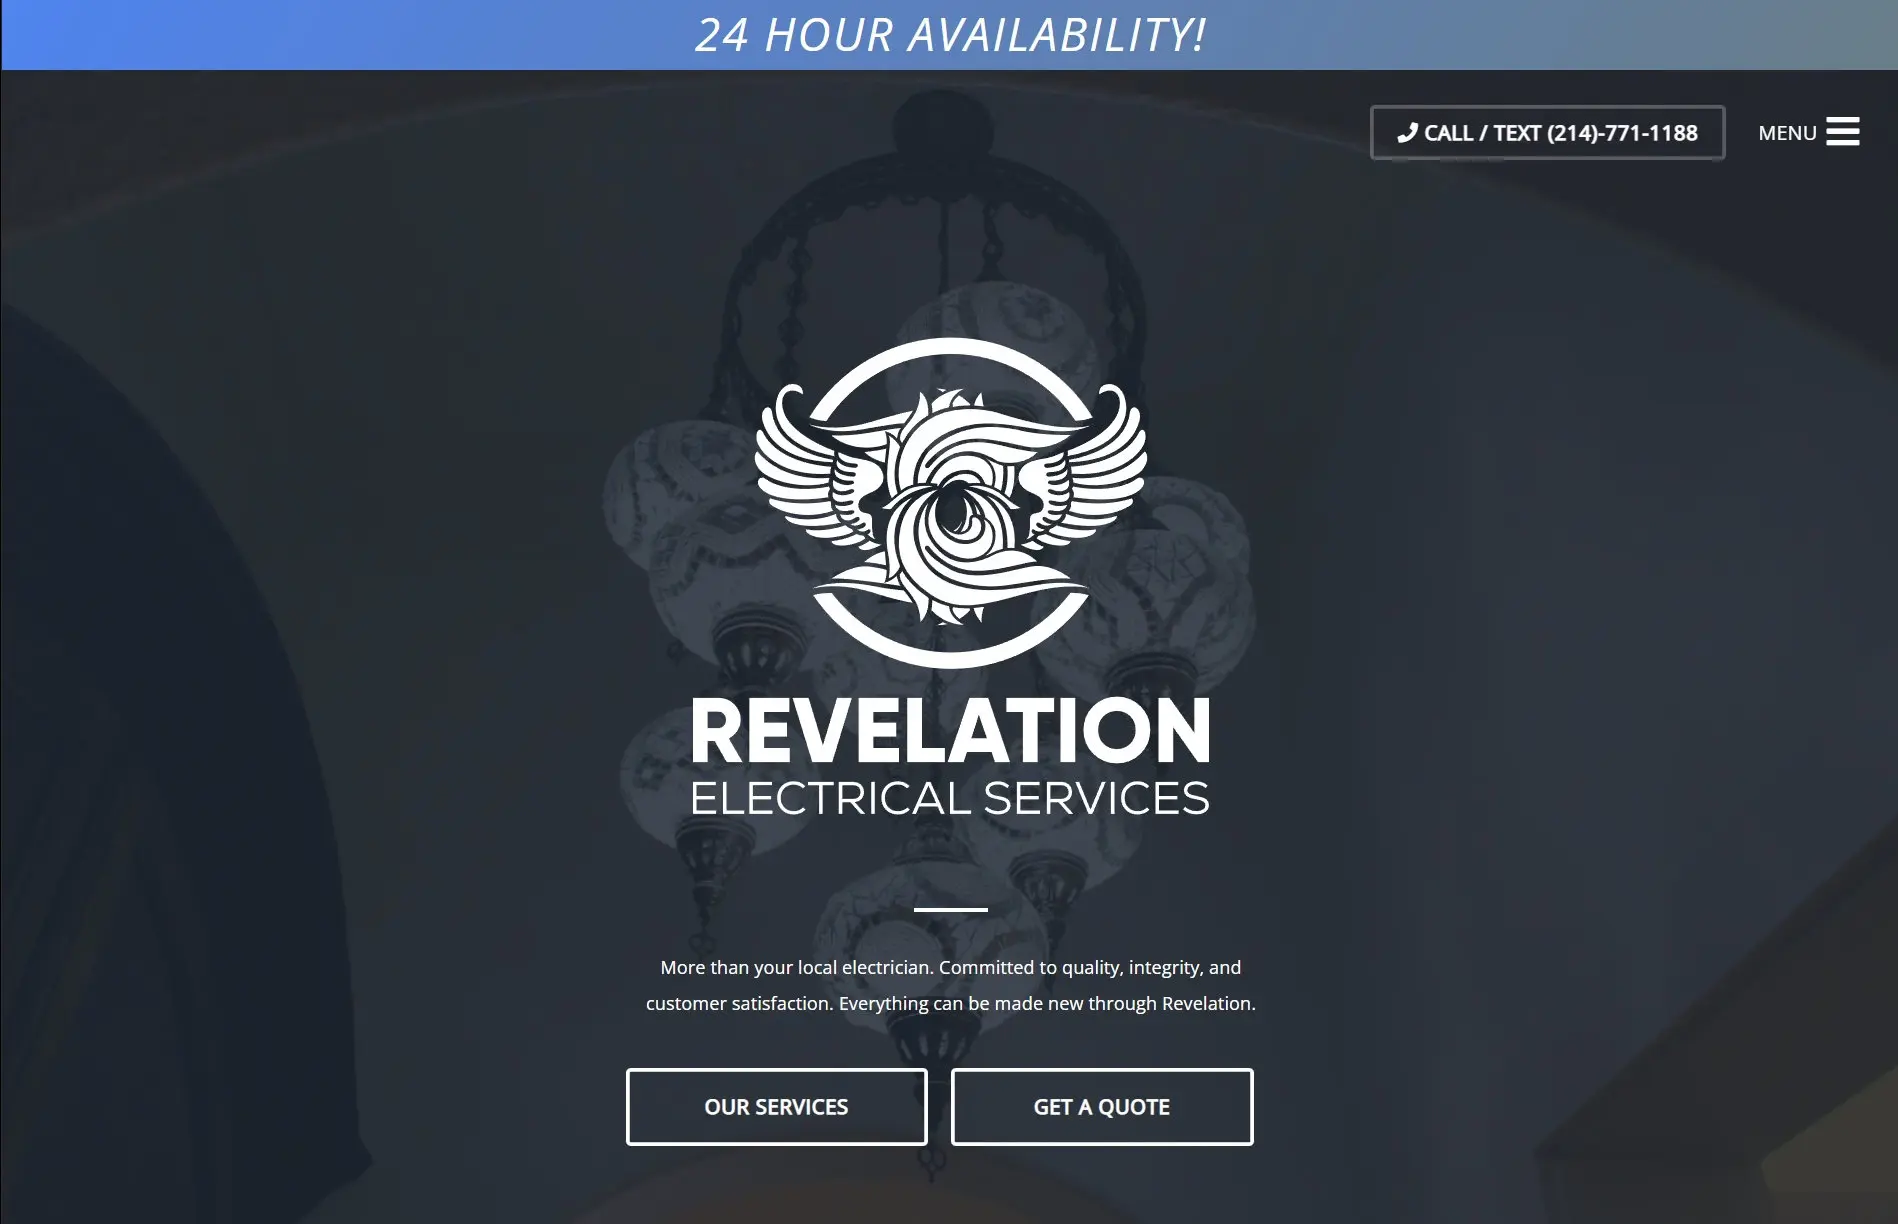 24 HOUR AVAILABILITY!
CALL / TEXT (214)-771-1188
MENU
REVELATION
ELECTRICAL SERVICES
More than your local electrician. Committed to quality, integrity, and
customer satisfaction. Everything can be made new through Revelation.
OUR SERVICES
GET A QUOTE